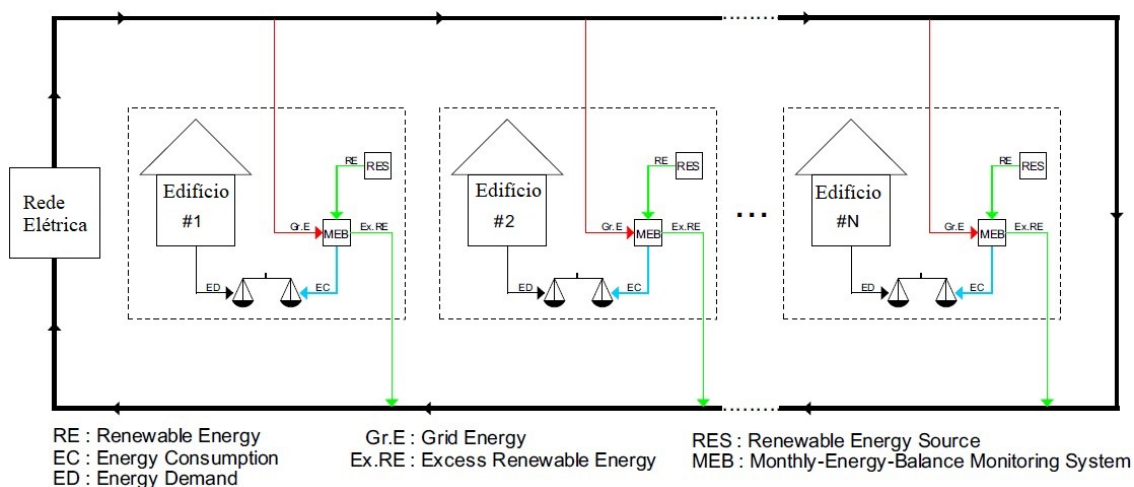 Rede
Elétrica
Edifício
#1
RE
RES
Gr.E
MEB
Ex.RE
ED
EC
Edifício
#2
RE
RES
Gr.E
MEB
Ex.RE
ED
EC
...
Edifício
#N
RE
RES
Gr.E
MEB
Ex.RE
ED
EC
RE : Renewable Energy
EC : Energy Consumption
ED : Energy Demand
Gr.E : Grid Energy
Ex.RE : Excess Renewable Energy
RES : Renewable Energy Source
MEB : Monthly-Energy-Balance Monitoring System